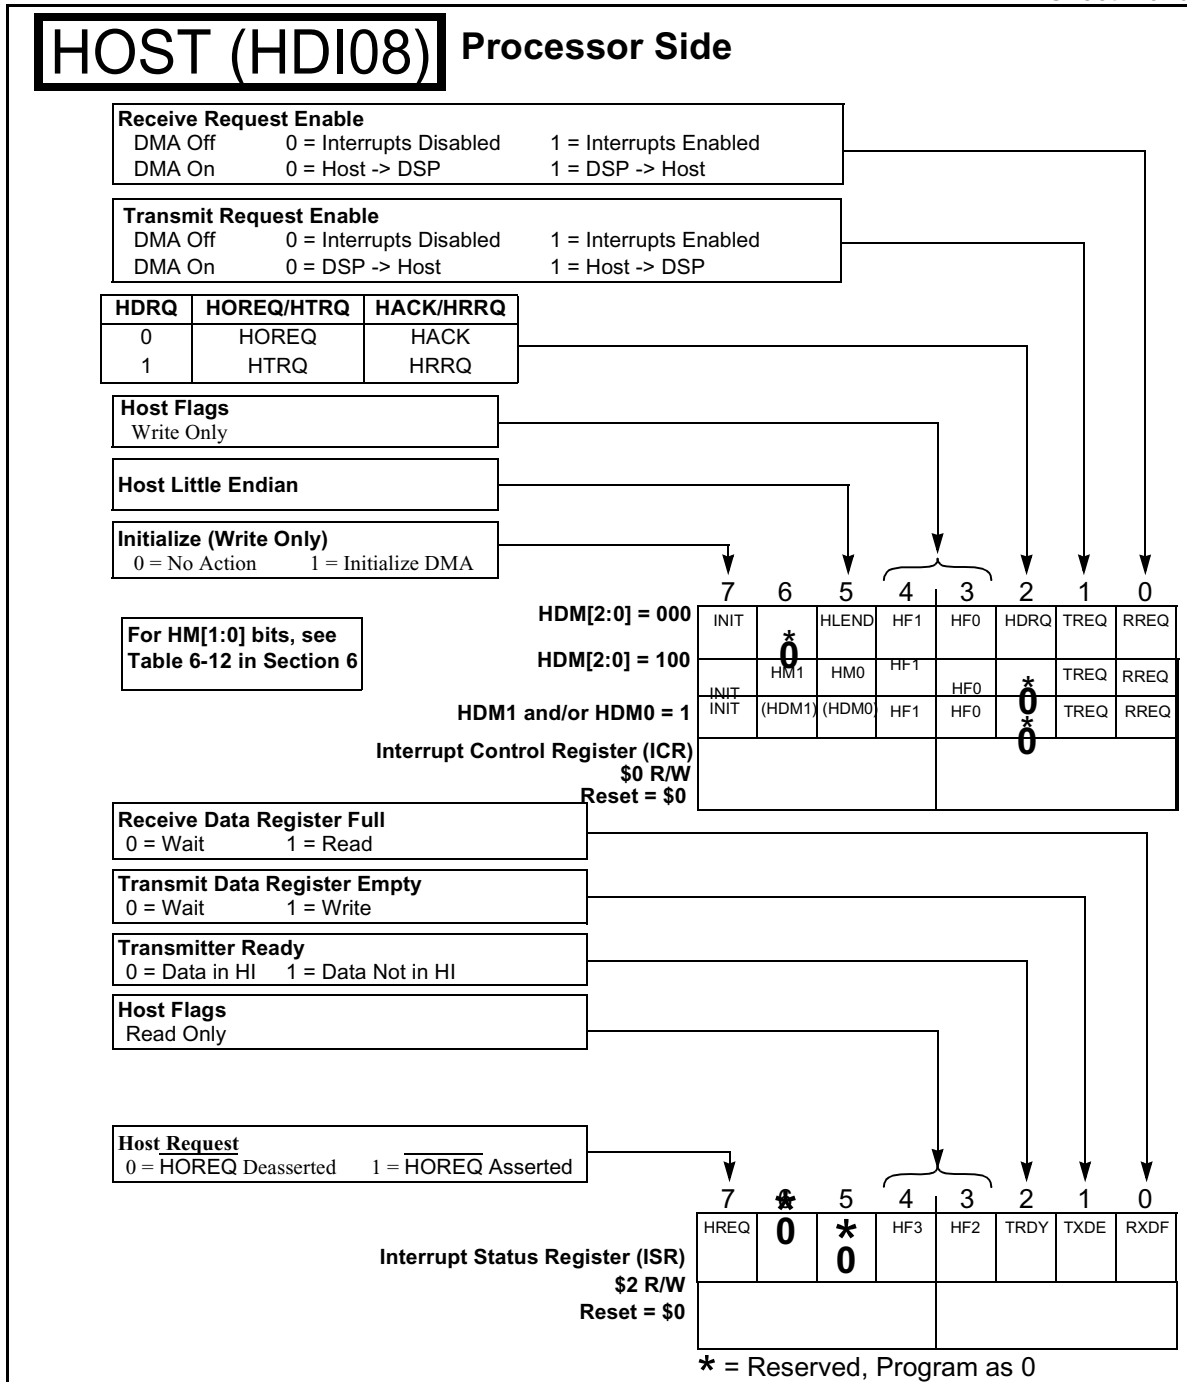 HOST (HDI08) Processor Side
Receive Request Enable
DMA Off 0 = Interrupts Disabled 1 = Interrupts Enabled
DMA On 0 = Host -> DSP 1 = DSP -> Host
Transmit Request Enable
DMA Off 0 = Interrupts Disabled 1 = Interrupts Enabled
DMA On 0 = DSP -> Host 1 = Host -> DSP
HDRQ HOREQ/HTRQ HACK/HRRQ
0 HOREQ HACK
1 HTRQ HRRQ
Host Flags
Write Only
Host Little Endian
Initialize (Write Only)
0 = No Action 1 = Initialize DMA
7 6 5 4 3 2 1 0
For HM[1:0] bits, see
Table 6-12 in Section 6
HDM[2:0] = 000 INIT * 0 HLEND HF1 HF0 HDRQ TREQ RREQ
HDM[2:0] = 100 INIT HM1 HM0 HF1 HF0 * 0 TREQ RREQ
HDM1 and/or HDM0 = 1 INIT (HDM1) (HDM0) HF1 HF0 * 0 TREQ RREQ
Interrupt Control Register (ICR)
$0 R/W
Reset = $0
Receive Data Register Full
0 = Wait 1 = Read
Transmit Data Register Empty
0 = Wait 1 = Write
Transmitter Ready
0 = Data in HI 1 = Data Not in HI
Host Flags
Read Only
Host Request
0 = HOREQ Deasserted 1 = HOREQ Asserted
7 6 5 4 3 2 1 0
HREQ * 0 * 0 HF3 HF2 TRDY TXDE RXDF
Interrupt Status Register (ISR)
$2 R/W
Reset = $0
* = Reserved, Program as 0